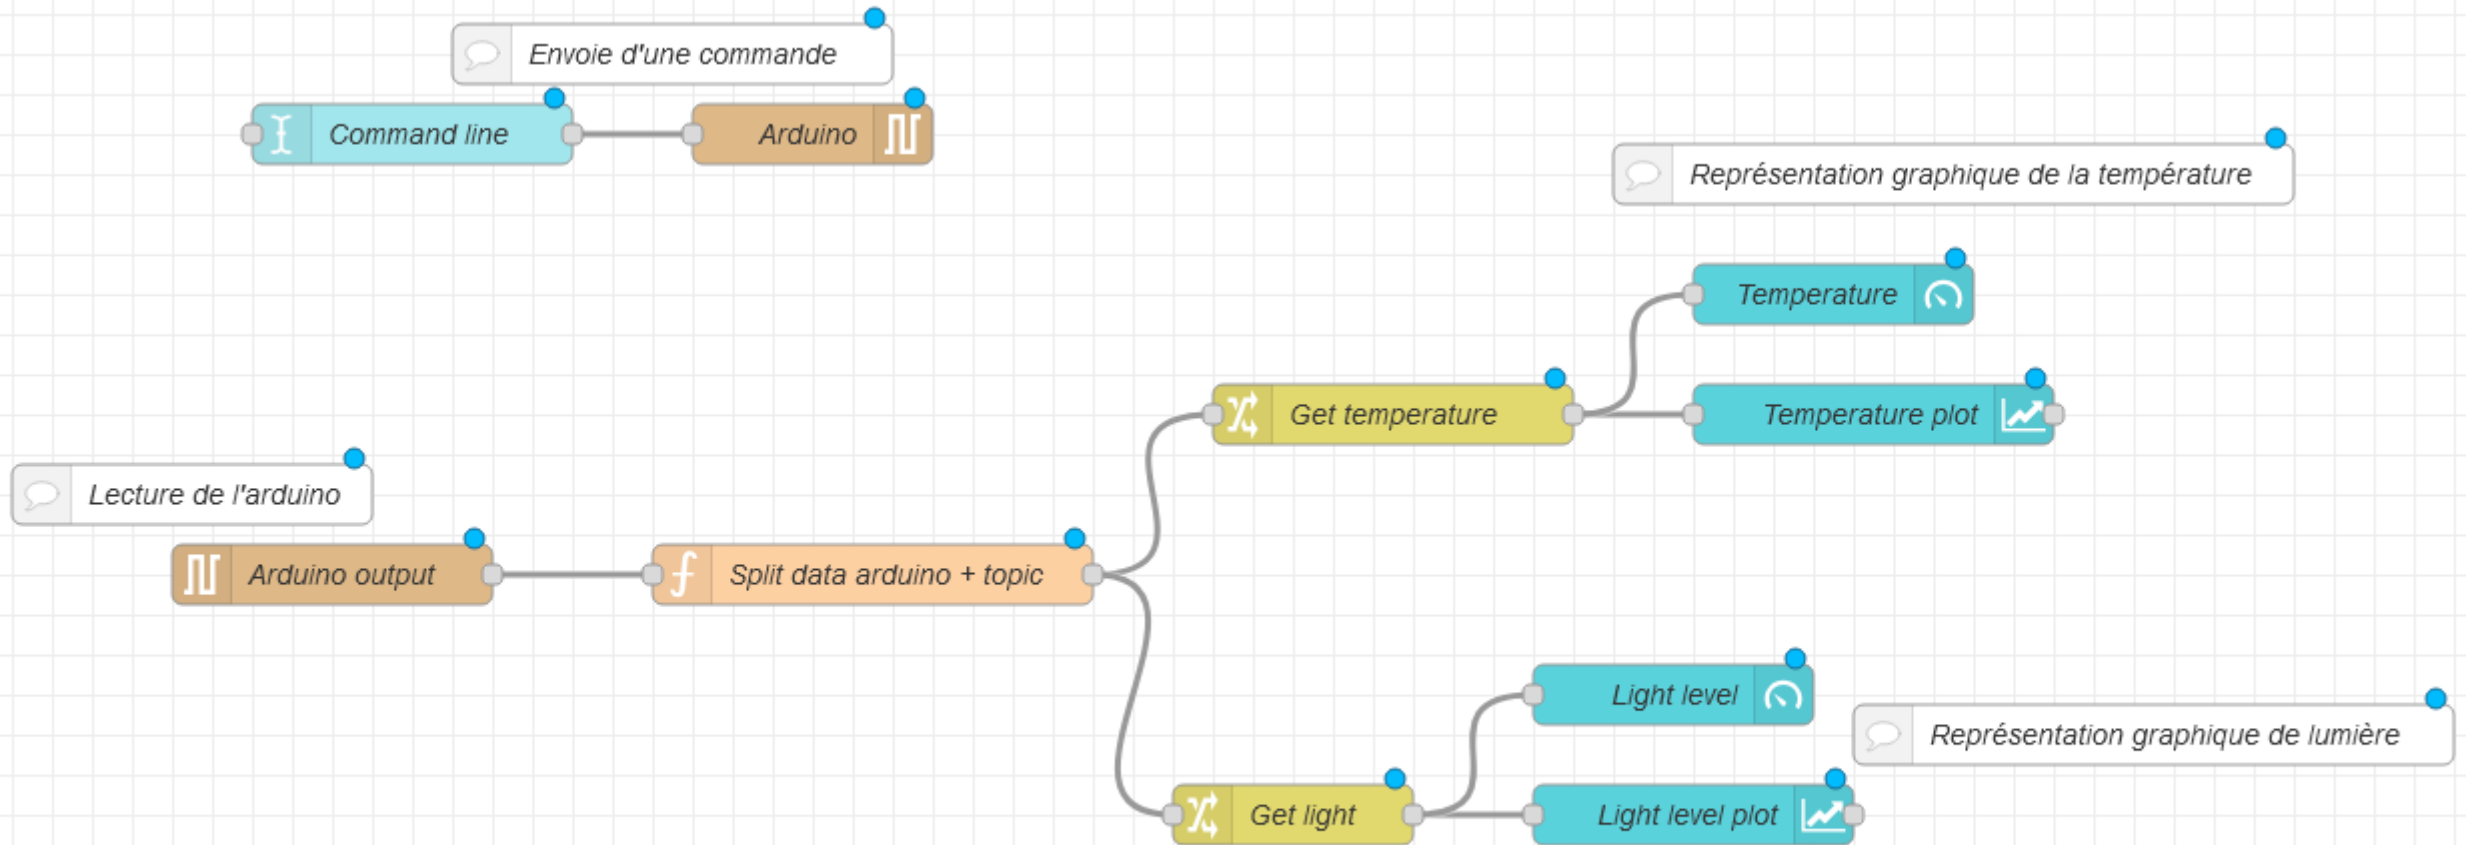 Envoie d'une commande
Command line
Arduino
Représentation graphique de la température
Temperature
Get temperature
Temperature plot
Lecture de l'arduino
Arduino output
Split data arduino + topic
Light level
Représentation graphique de lumière
Get light
Light level plot